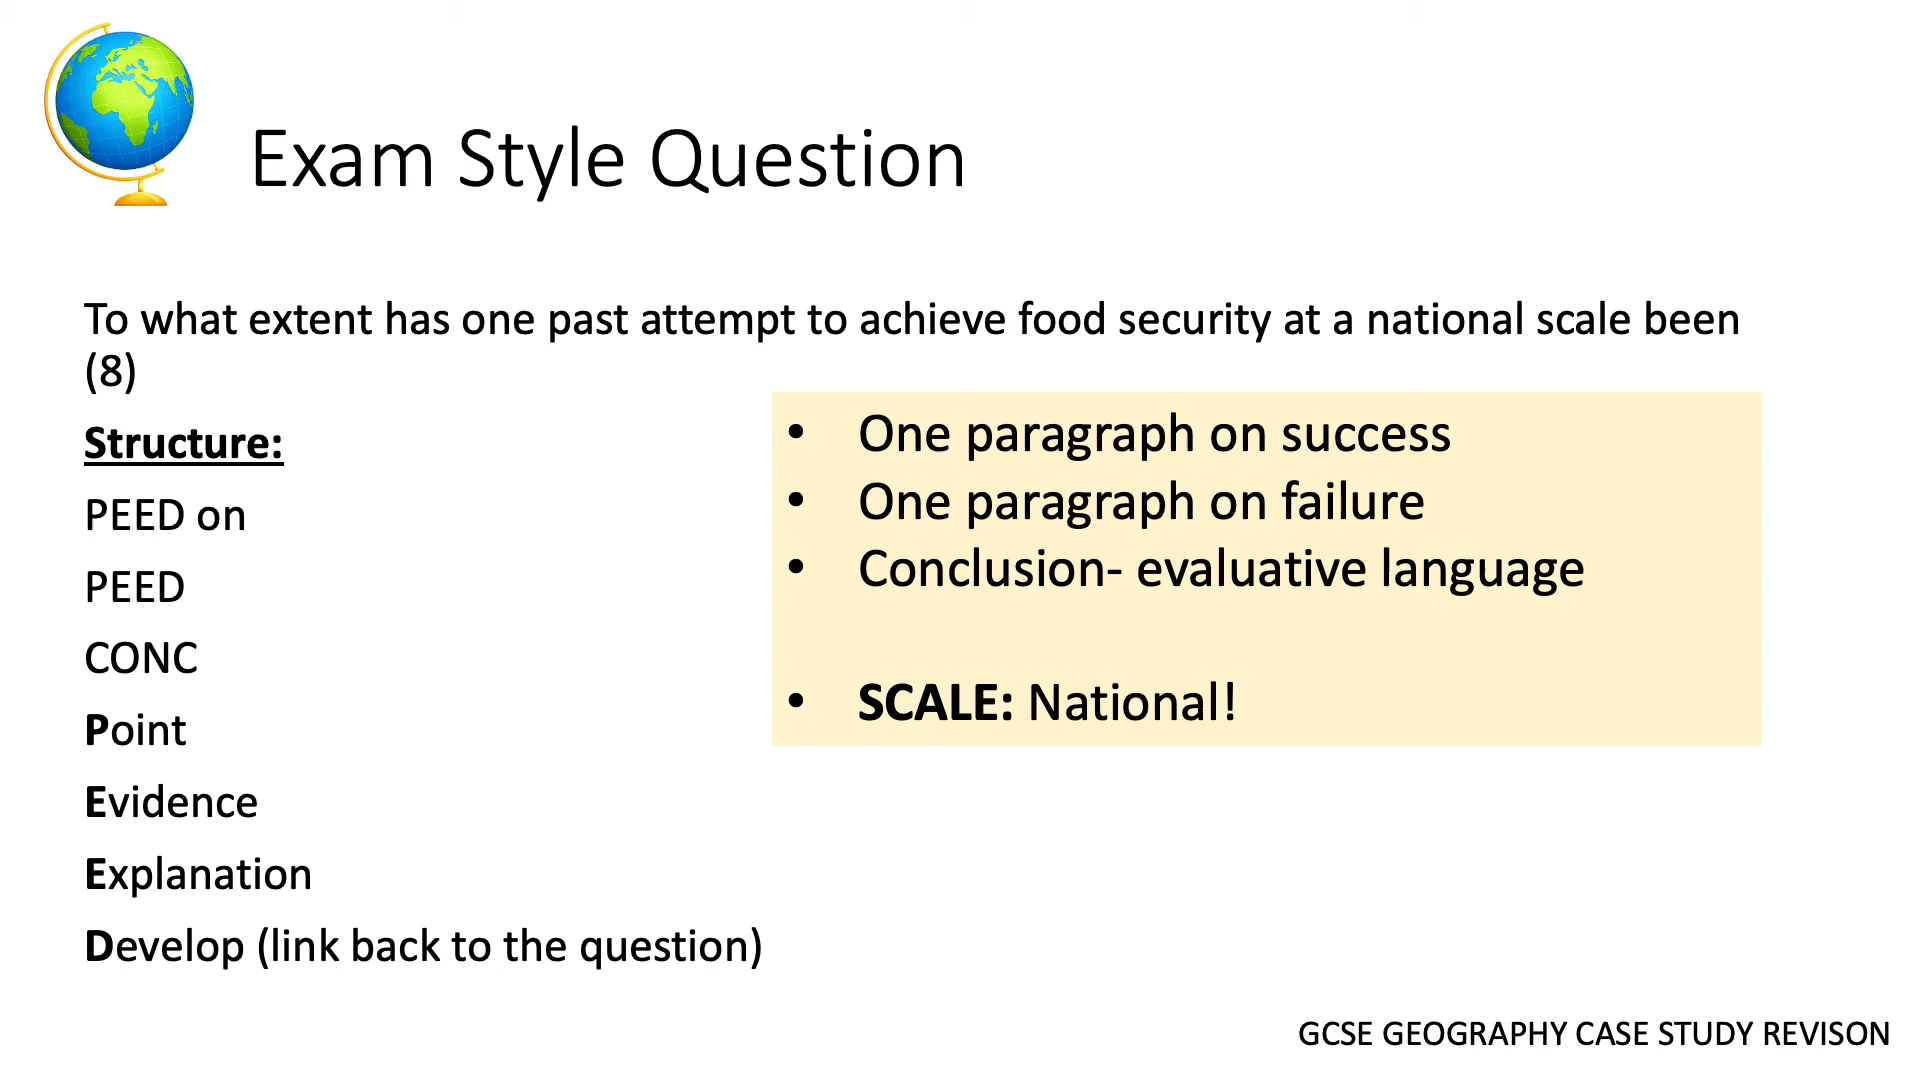 Exam Style Question
To what extent has one past attempt to achieve food security at a national scale been
(8)
Structure:
PEED on
PEED
CONC
Point
Evidence
Explanation
Develop (link back to the question)
• One paragraph on success
• One paragraph on failure
• Conclusion- evaluative language
• SCALE: National!
GCSE GEOGRAPHY CASE STUDY REVISON